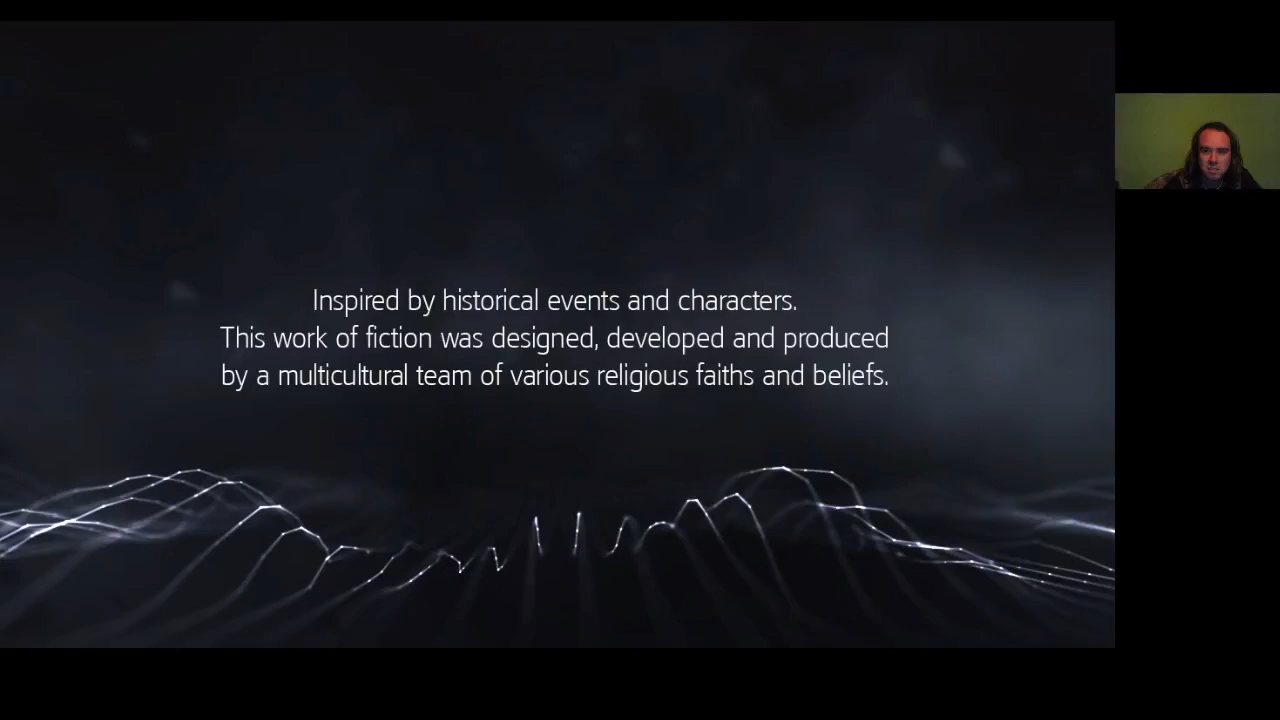 Inspired by historical events and characters.
This work of fiction was designed, developed and produced
by a multicultural team of various religious faiths and beliefs.